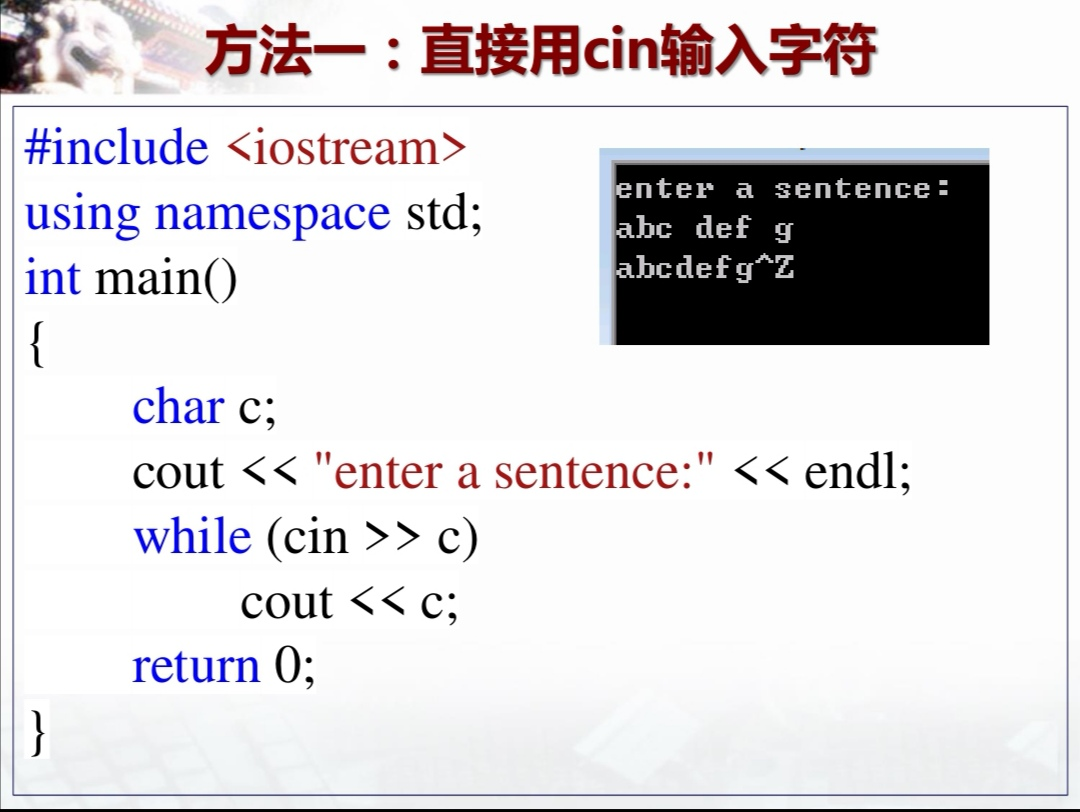 方法一：直接用cin输入字符
#include <iostream>
using namespace std;
int main()
{
char c;
cout << "enter a sentence:" << endl;
while (cin >> c)
cout << c;
return 0;
}
enter a sentence:
abc def g
abcdefg^Z